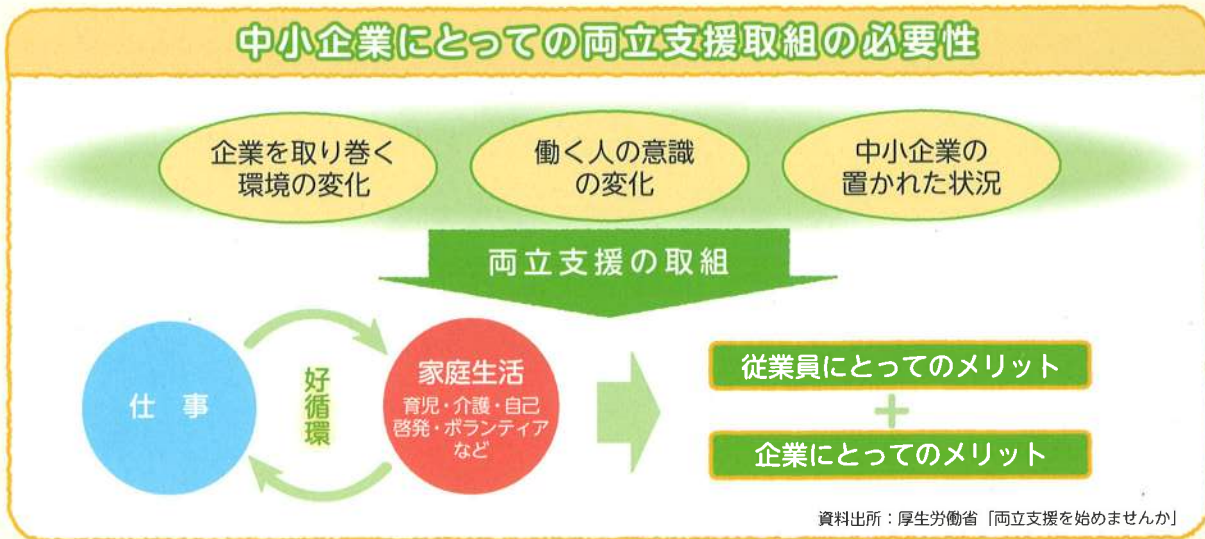 中小企業にとっての両立支援取組の必要性
企業を取り巻く
環境の変化
働く人の意識
の変化
中小企業の
置かれた状況
両立支援の取組
仕 事
好循環
家庭生活
育児・介護・自己
啓発・ボランティア
など
従業員にとってのメリット
+
企業にとってのメリット
資料出所：厚生労働省「両立支援を始めませんか」